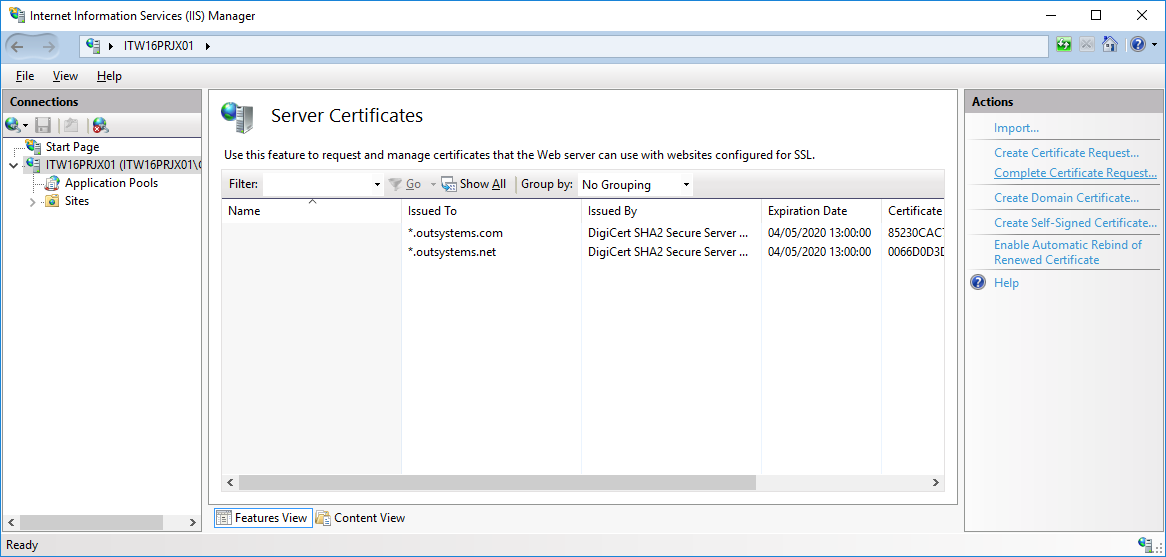 Internet Information Services (IIS) Manager
ITW16PRJX01
File View Help
Connections
Start Page
ITW16PRJX01 (ITW16PRJX01\
Application Pools
Sites
Server Certificates
Use this feature to request and manage certificates that the Web server can use with websites configured for SSL.
Filter: Go Show All Group by: No Grouping
Name Issued To Issued By Expiration Date Certificate
*.outsystems.com DigiCert SHA2 Secure Server ... 04/05/2020 13:00:00 85230CAC
*.outsystems.net DigiCert SHA2 Secure Server ... 04/05/2020 13:00:00 0066D0D3
Features View Content View
Actions
Import...
Create Certificate Request...
Complete Certificate Request...
Create Domain Certificate...
Create Self-Signed Certificate...
Enable Automatic Rebind of
Renewed Certificate
Help
Ready